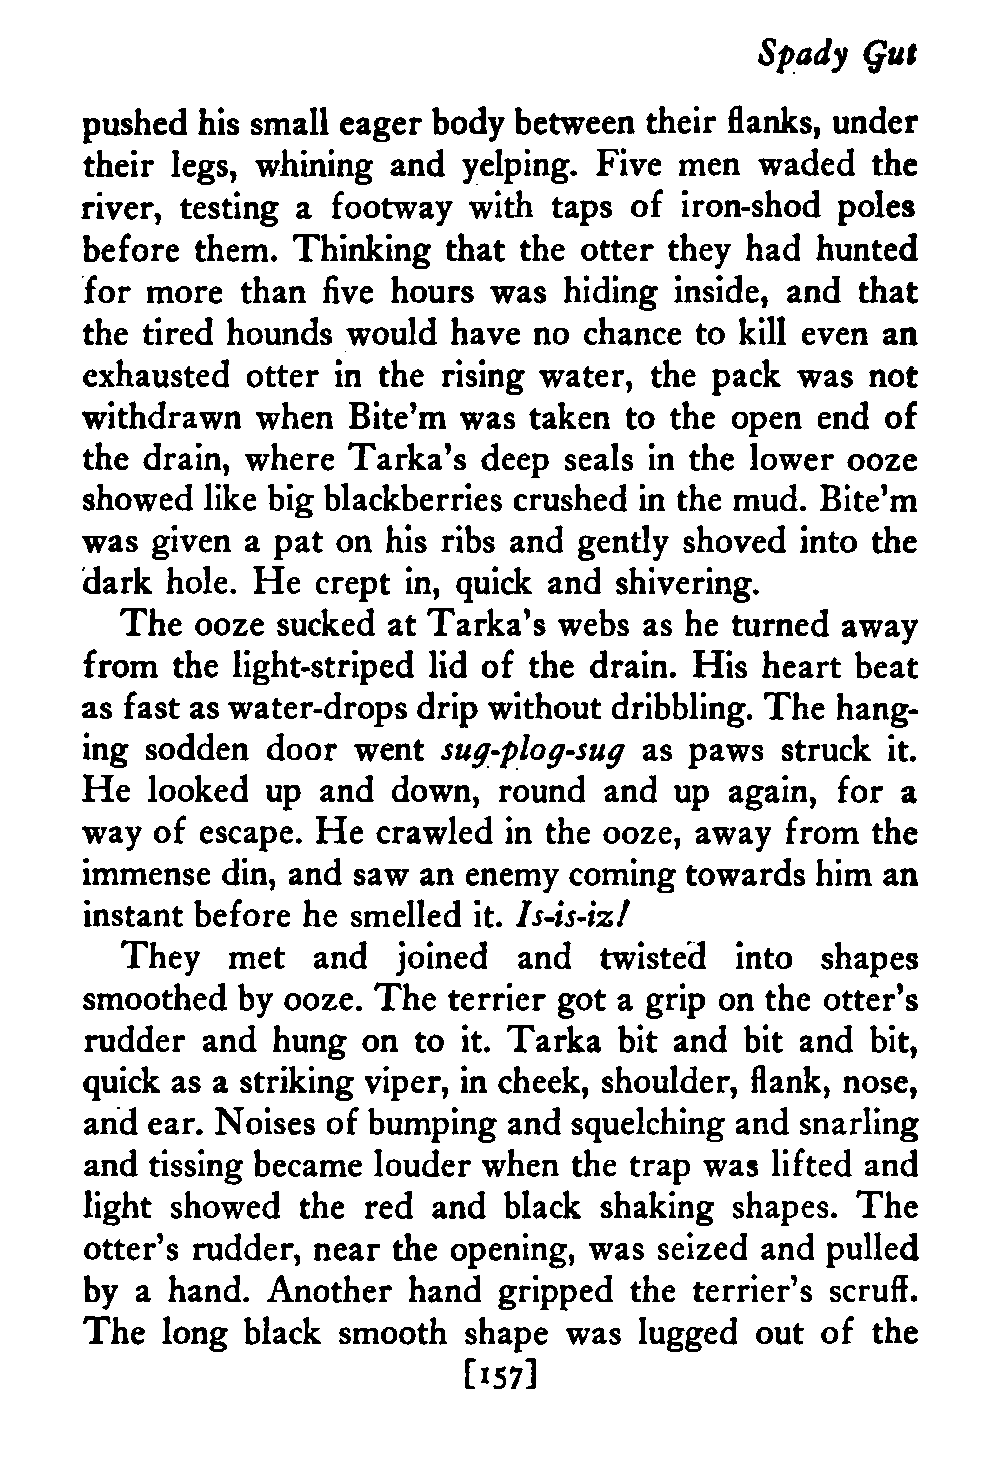 Spady Gut
pushed his small eager body between their flanks, under
their legs, whining and yelping. Five men waded the
river, testing a footway with taps of iron-shod poles
before them. Thinking that the otter they had hunted
for more than five hours was hiding inside, and that
the tired hounds would have no chance to kill even an
exhausted otter in the rising water, the pack was not
withdrawn when Bite'm was taken to the open end of
the drain, where Tarka's deep seals in the lower ooze
showed like big blackberries crushed in the mud. Bite'm
was given a pat on his ribs and gently shoved into the
dark hole. He crept in, quick and shivering.
The ooze sucked at Tarka's webs as he turned away
from the light-striped lid of the drain. His heart beat
as fast as water-drops drip without dribbling. The hang-
ing sodden door went sug-plog-sug as paws struck it.
He looked up and down, round and up again, for a
way of escape. He crawled in the ooze, away from the
immense din, and saw an enemy coming towards him an
instant before he smelled it. Is-is-iz!
They met and joined and twisted into shapes
smoothed by ooze. The terrier got a grip on the otter's
rudder and hung on to it. Tarka bit and bit and bit,
quick as a striking viper, in cheek, shoulder, flank, nose,
and ear. Noises of bumping and squelching and snarling
and tissing became louder when the trap was lifted and
light showed the red and black shaking shapes. The
otter's rudder, near the opening, was seized and pulled
by a hand. Another hand gripped the terrier's scruff.
The long black smooth shape was lugged out of the
[157]